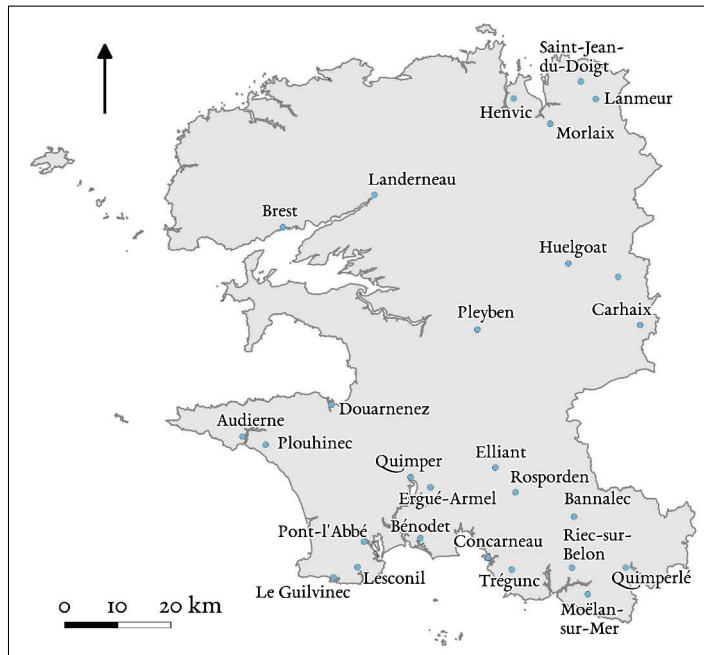 Saint-Jean-
du-Doigt
Henvic
Lanmeur
Morlaix
Landerneau
Brest
Huelgoat
Pleyben
Carhaix
Douarnenez
Audierne
Plouhinec
Elliant
Quimper
Rosporden
Ergué-Armel
Bannalec
Pont-l'Abbé
Bénodet
Concarneau
Riec-sur-
Belon
Le Guilvinec
Lesconil
Trégunc
Quimperlé
Moëlan-
sur-Mer
0 10 20 km